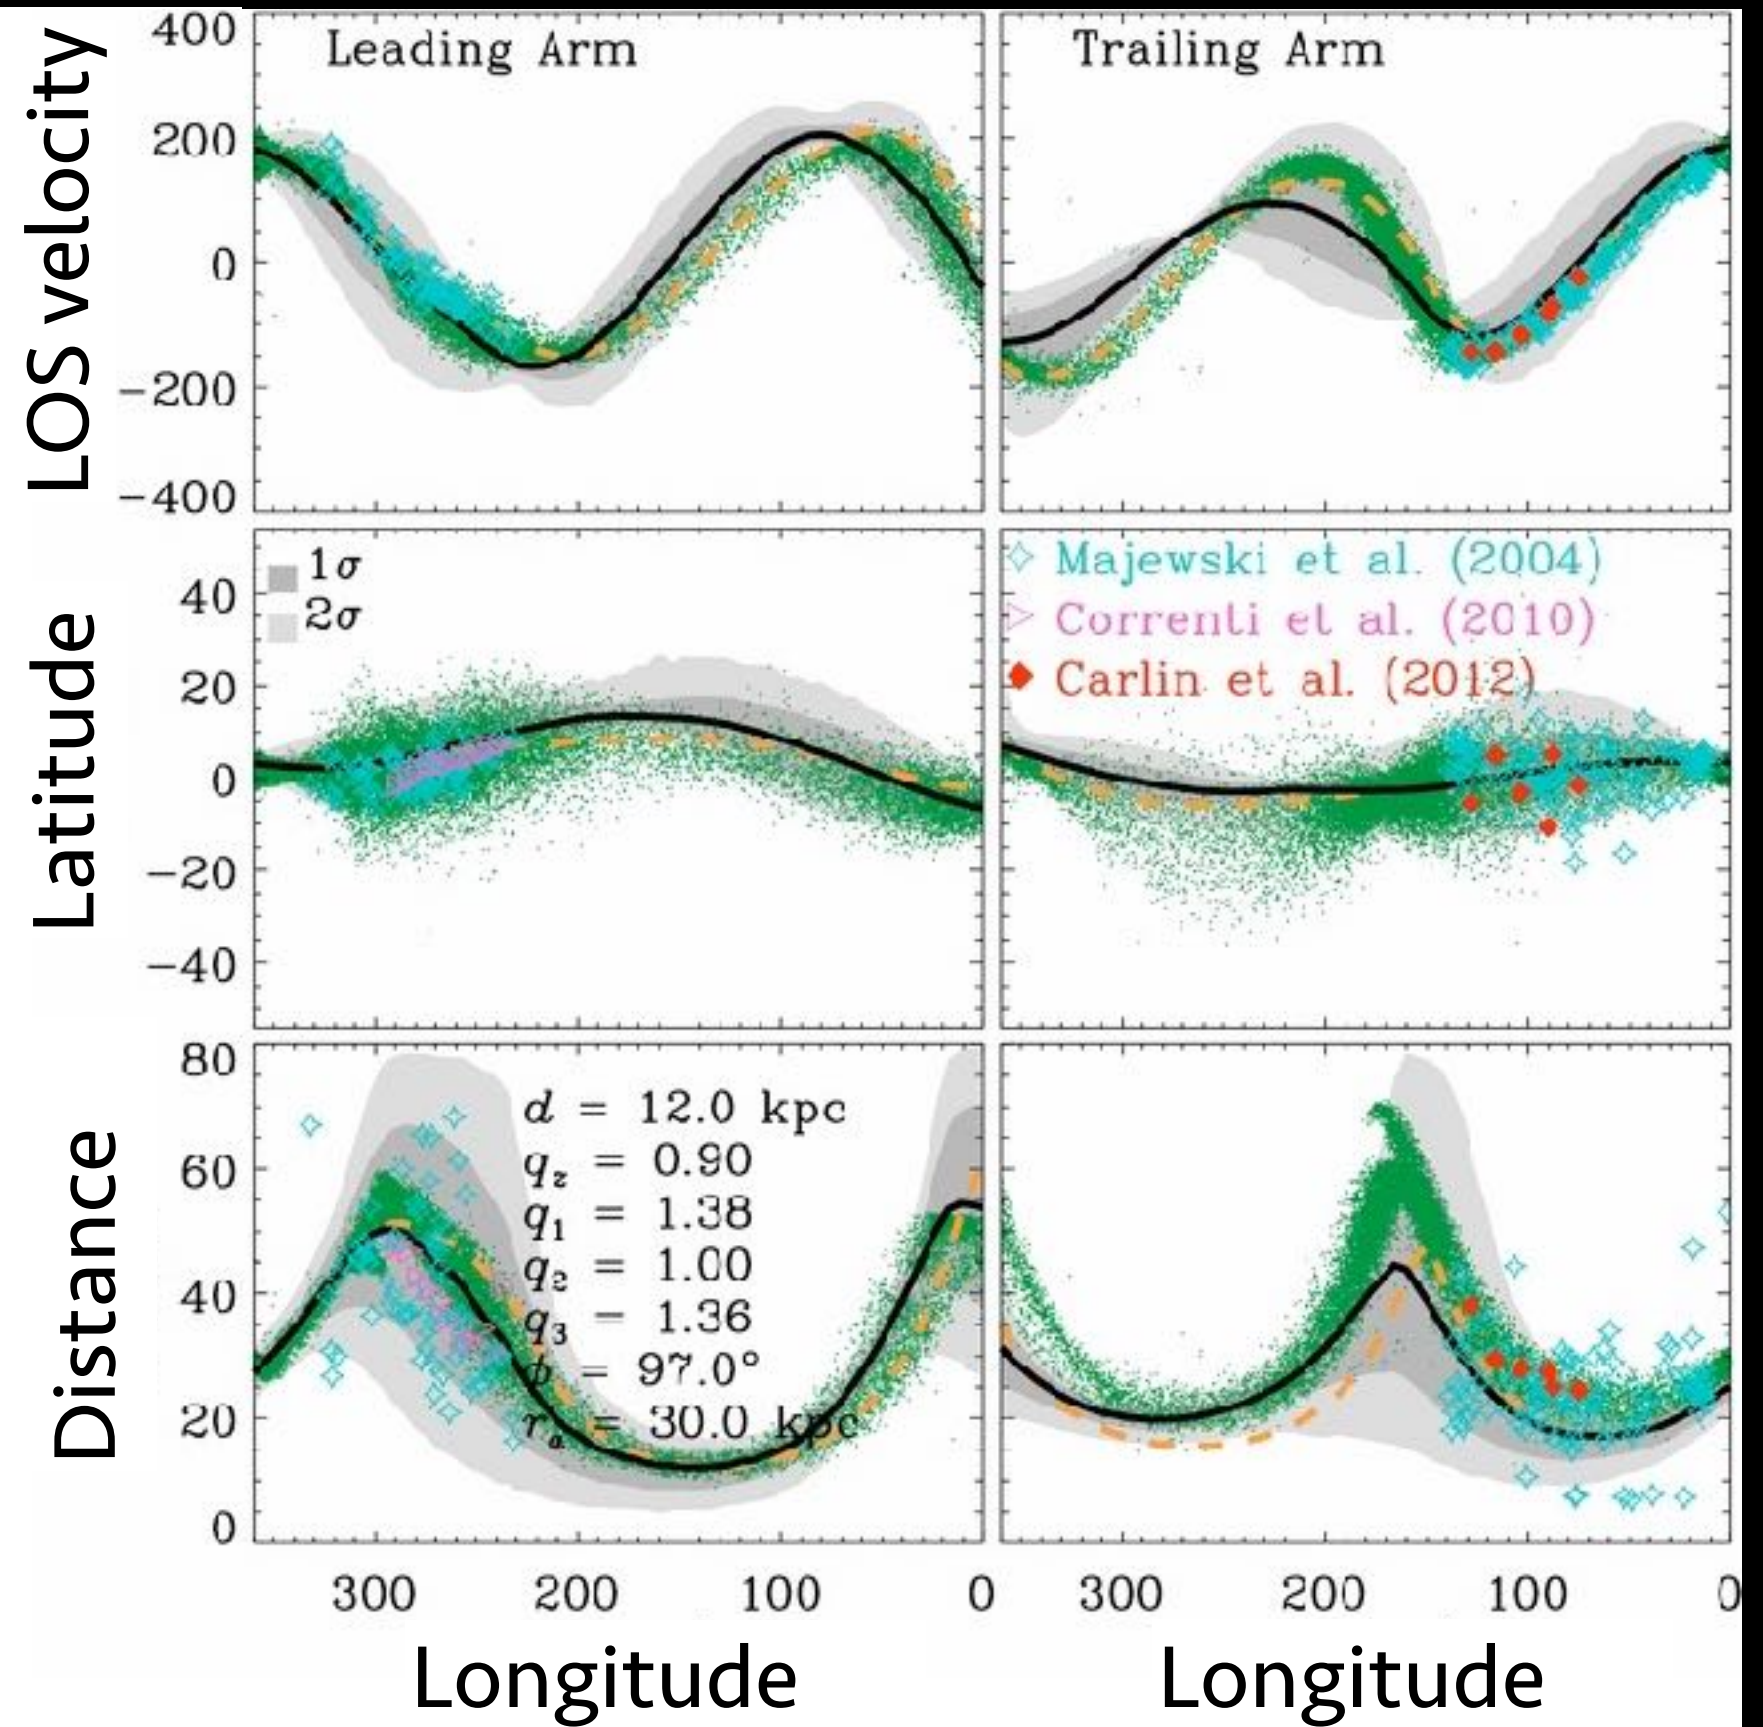 LOS velocity
400
200
0
−200
−400
Leading Arm
Trailing Arm
Latitude
40
20
0
−20
−40
1σ
2σ
Majewski et al. (2004)
Correnti et al. (2010)
Carlin et al. (2012)
Distance
80
60
40
20
0
d = 12.0 kpc
q_z = 0.90
q_1 = 1.38
q_2 = 1.00
q_3 = 1.36
ϕ = 97.0°
r_a = 30.0 kpc
300 200 100 0
300 200 100 0
Longitude
Longitude